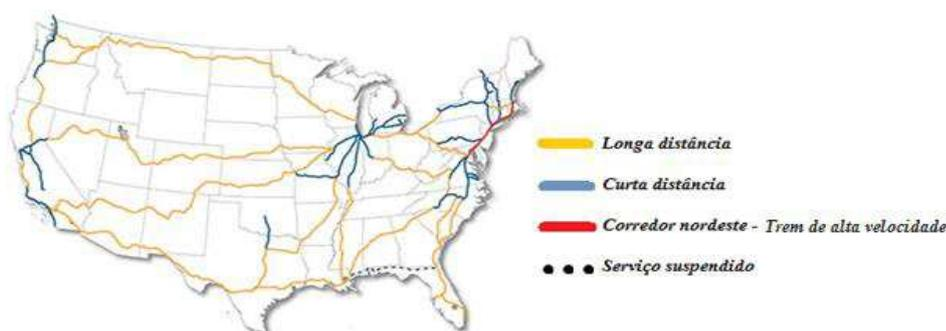 Longa distância
Curta distância
Corredor nordeste - Trem de alta velocidade
Serviço suspendido